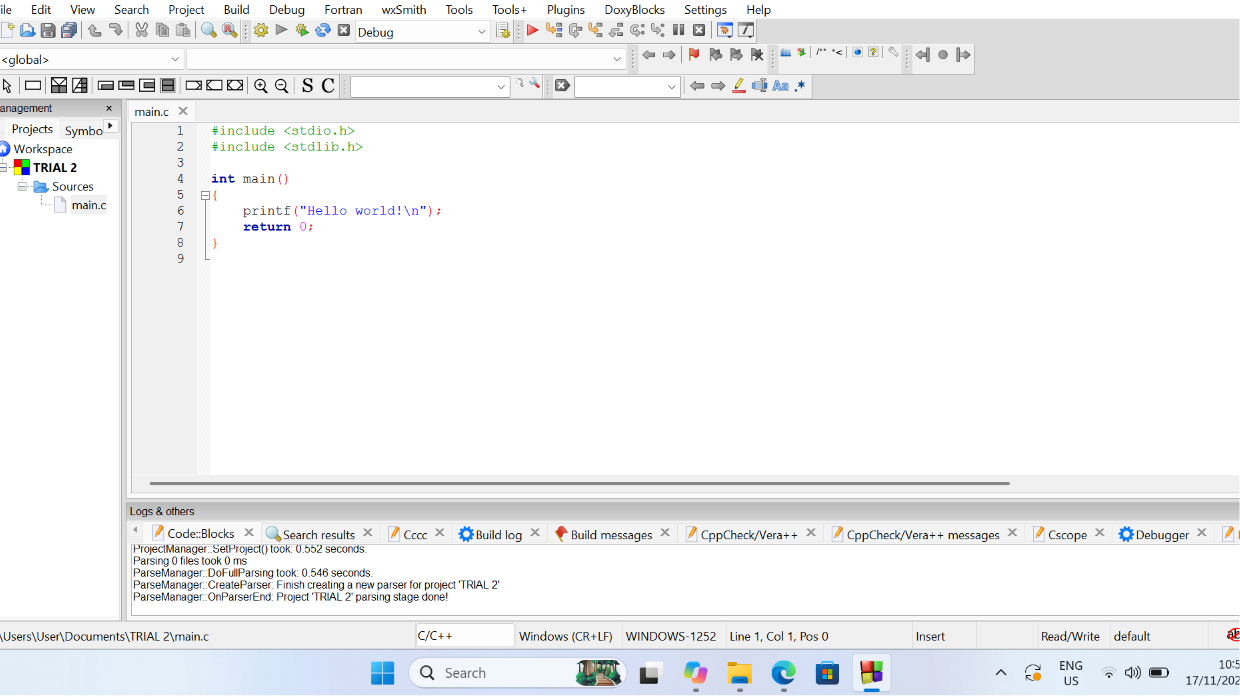 ile Edit View Search Project Build Debug Fortran wxSmith Tools Tools+ Plugins DoxyBlocks Settings Help
Debug
<global>
/** *<
S C
Aa .*
anagement
Projects Symbo
Workspace
TRIAL 2
Sources
main.c
main.c
1 #include <stdio.h>
2 #include <stdlib.h>
3
4 int main()
5 {
6 printf("Hello world!\n");
7 return 0;
8 }
9
Logs & others
Code::Blocks Search results Cccc Build log Build messages CppCheck/Vera++ CppCheck/Vera++ messages Cscope Debugger
ProjectManager::SetProject() took: 0.552 seconds.
Parsing 0 files took 0 ms
ParseManager::DoFullParsing took: 0.546 seconds.
ParseManager::CreateParser: Finish creating a new parser for project 'TRIAL 2'
ParseManager::OnParserEnd: Project 'TRIAL 2' parsing stage done!
\Users\User\Documents\TRIAL 2\main.c C/C++ Windows (CR+LF) WINDOWS-1252 Line 1, Col 1, Pos 0 Insert Read/Write default
Search
ENG
US
10:5
17/11/202